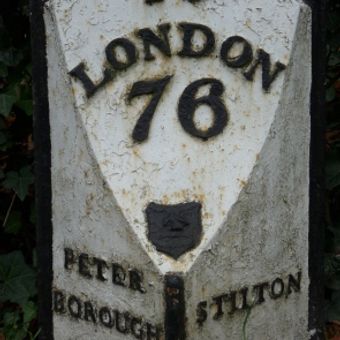 LONDON
76
PETER-
BOROUGH
STILTON